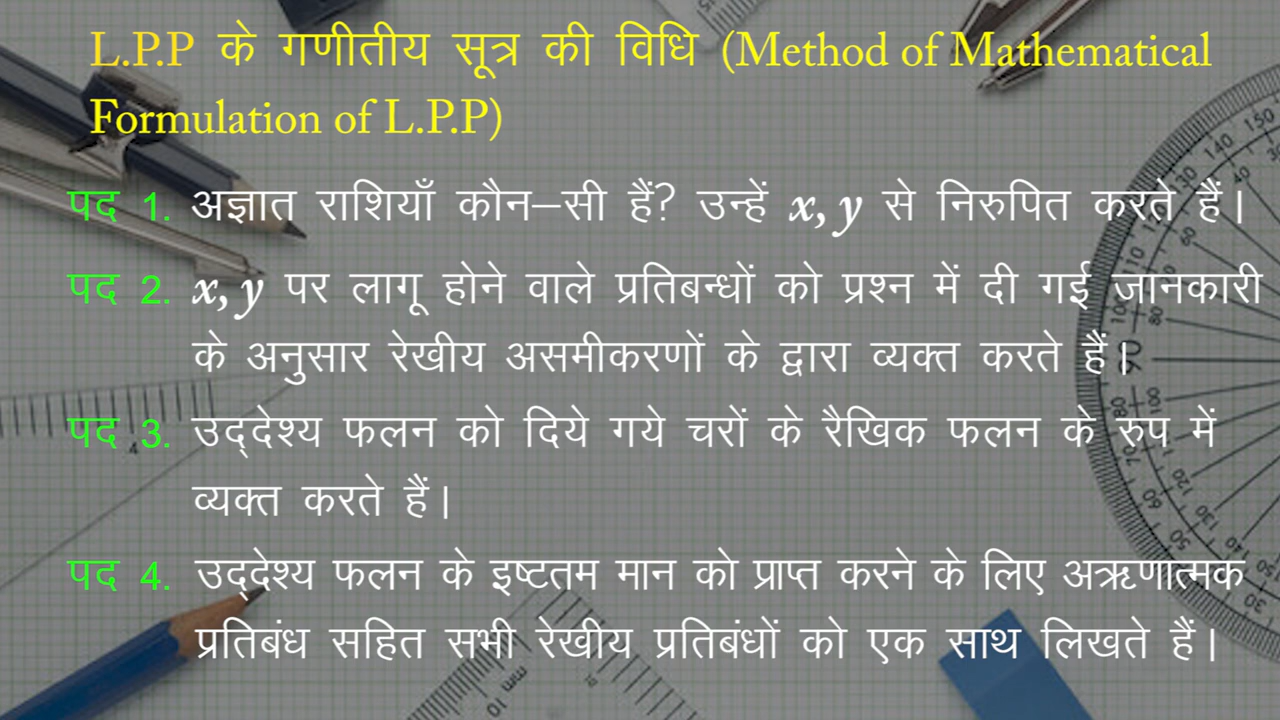 L.P.P के गणीतीय सूत्र की विधि (Method of Mathematical
Formulation of L.P.P)
पद 1. अज्ञात राशियाँ कौन–सी हैं? उन्हें x, y से निरुपित करते हैं।
पद 2. x, y पर लागू होने वाले प्रतिबन्धों को प्रश्न में दी गई जानकारी
के अनुसार रेखीय असमीकरणों के द्वारा व्यक्त करते हैं।
पद 3. उद्देश्य फलन को दिये गये चरों के रैखिक फलन के रुप में
व्यक्त करते हैं।
पद 4. उद्देश्य फलन के इष्टतम मान को प्राप्त करने के लिए अऋणात्मक
प्रतिबंध सहित सभी रेखीय प्रतिबंधों को एक साथ लिखते हैं।